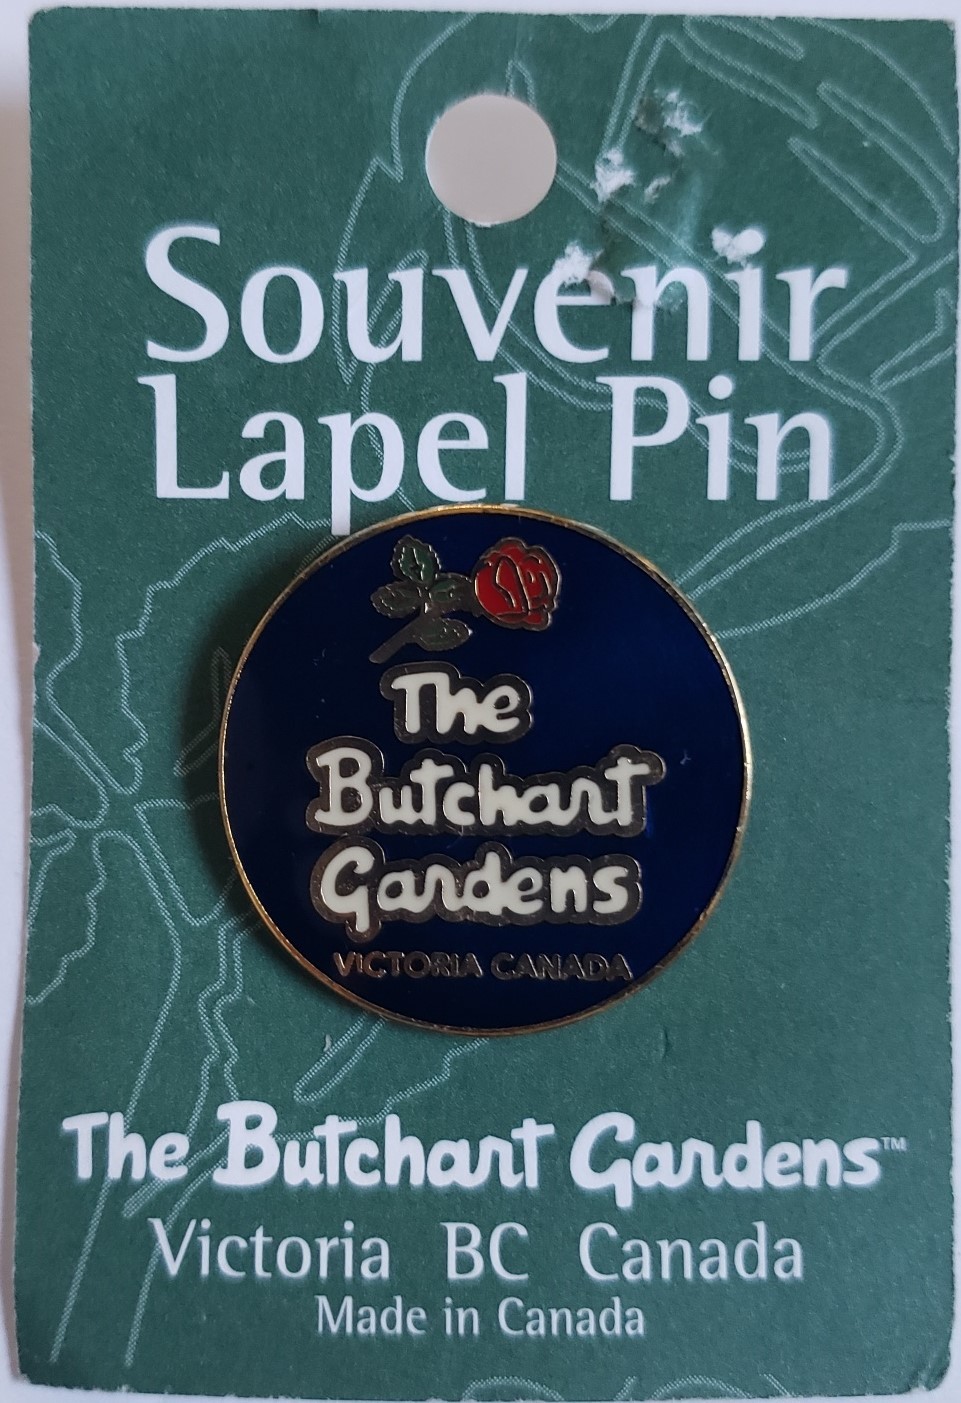 Souvenir
Lapel Pin
The
Butchart
Gardens
VICTORIA CANADA
The Butchart Gardens™
Victoria BC Canada
Made in Canada